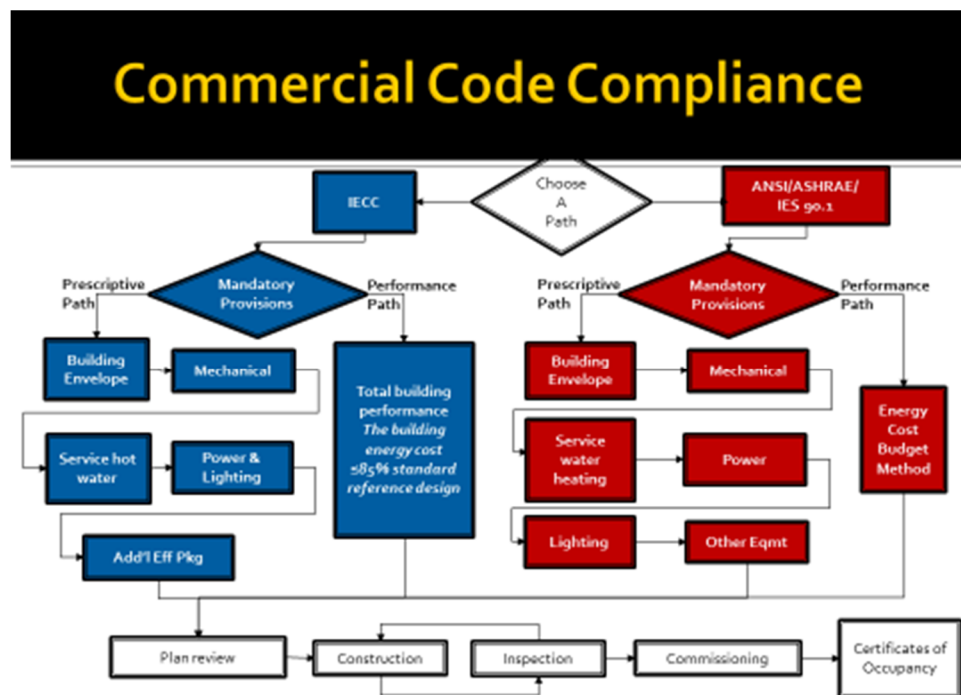 Commercial Code Compliance
Choose
A
Path
IECC
ANSI/ASHRAE/
IES 90.1
Prescriptive
Path
Mandatory
Provisions
Performance
Path
Prescriptive
Path
Mandatory
Provisions
Performance
Path
Building
Envelope
Mechanical
Total building
performance
The building
energy cost
≤85% standard
reference design
Service hot
water
Power &
Lighting
Add'l Eff Pkg
Building
Envelope
Mechanical
Service
water
heating
Power
Lighting
Other Eqmt
Energy
Cost
Budget
Method
Plan review
Construction
Inspection
Commissioning
Certificates of
Occupancy